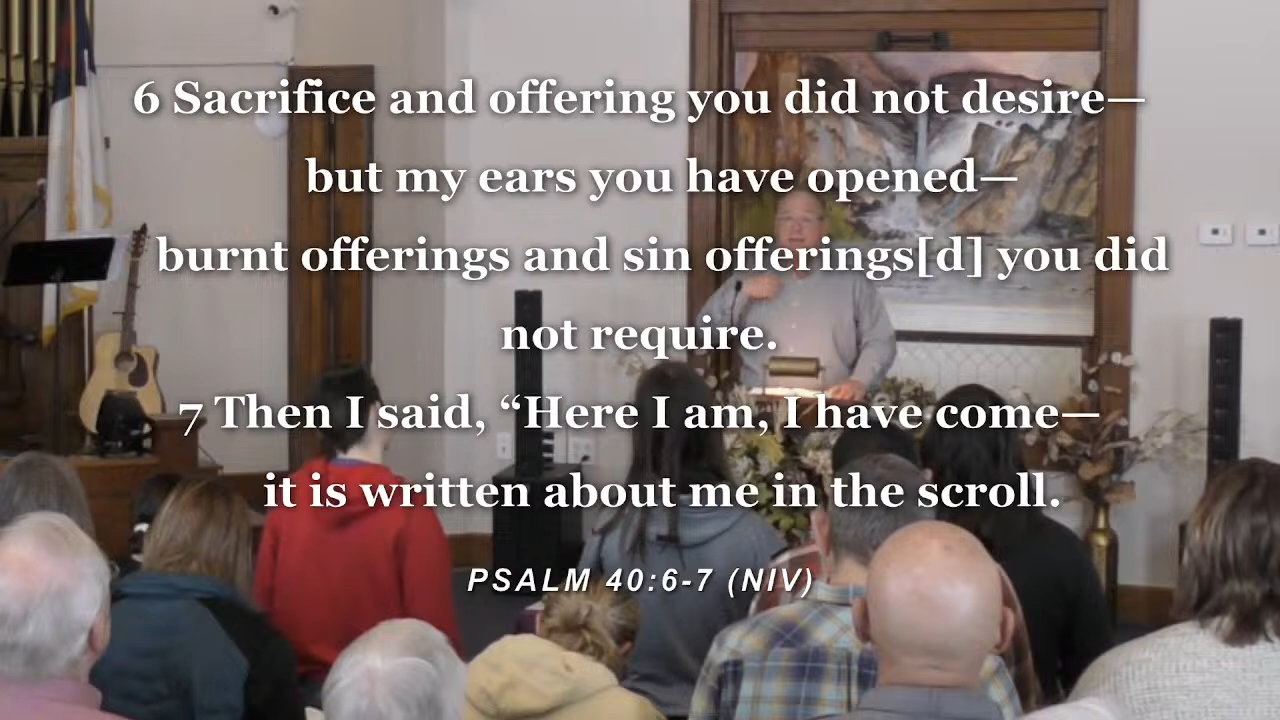 6 Sacrifice and offering you did not desire—
but my ears you have opened—
burnt offerings and sin offerings[d] you did
not require.
7 Then I said, “Here I am, I have come—
it is written about me in the scroll.
PSALM 40:6-7 (NIV)